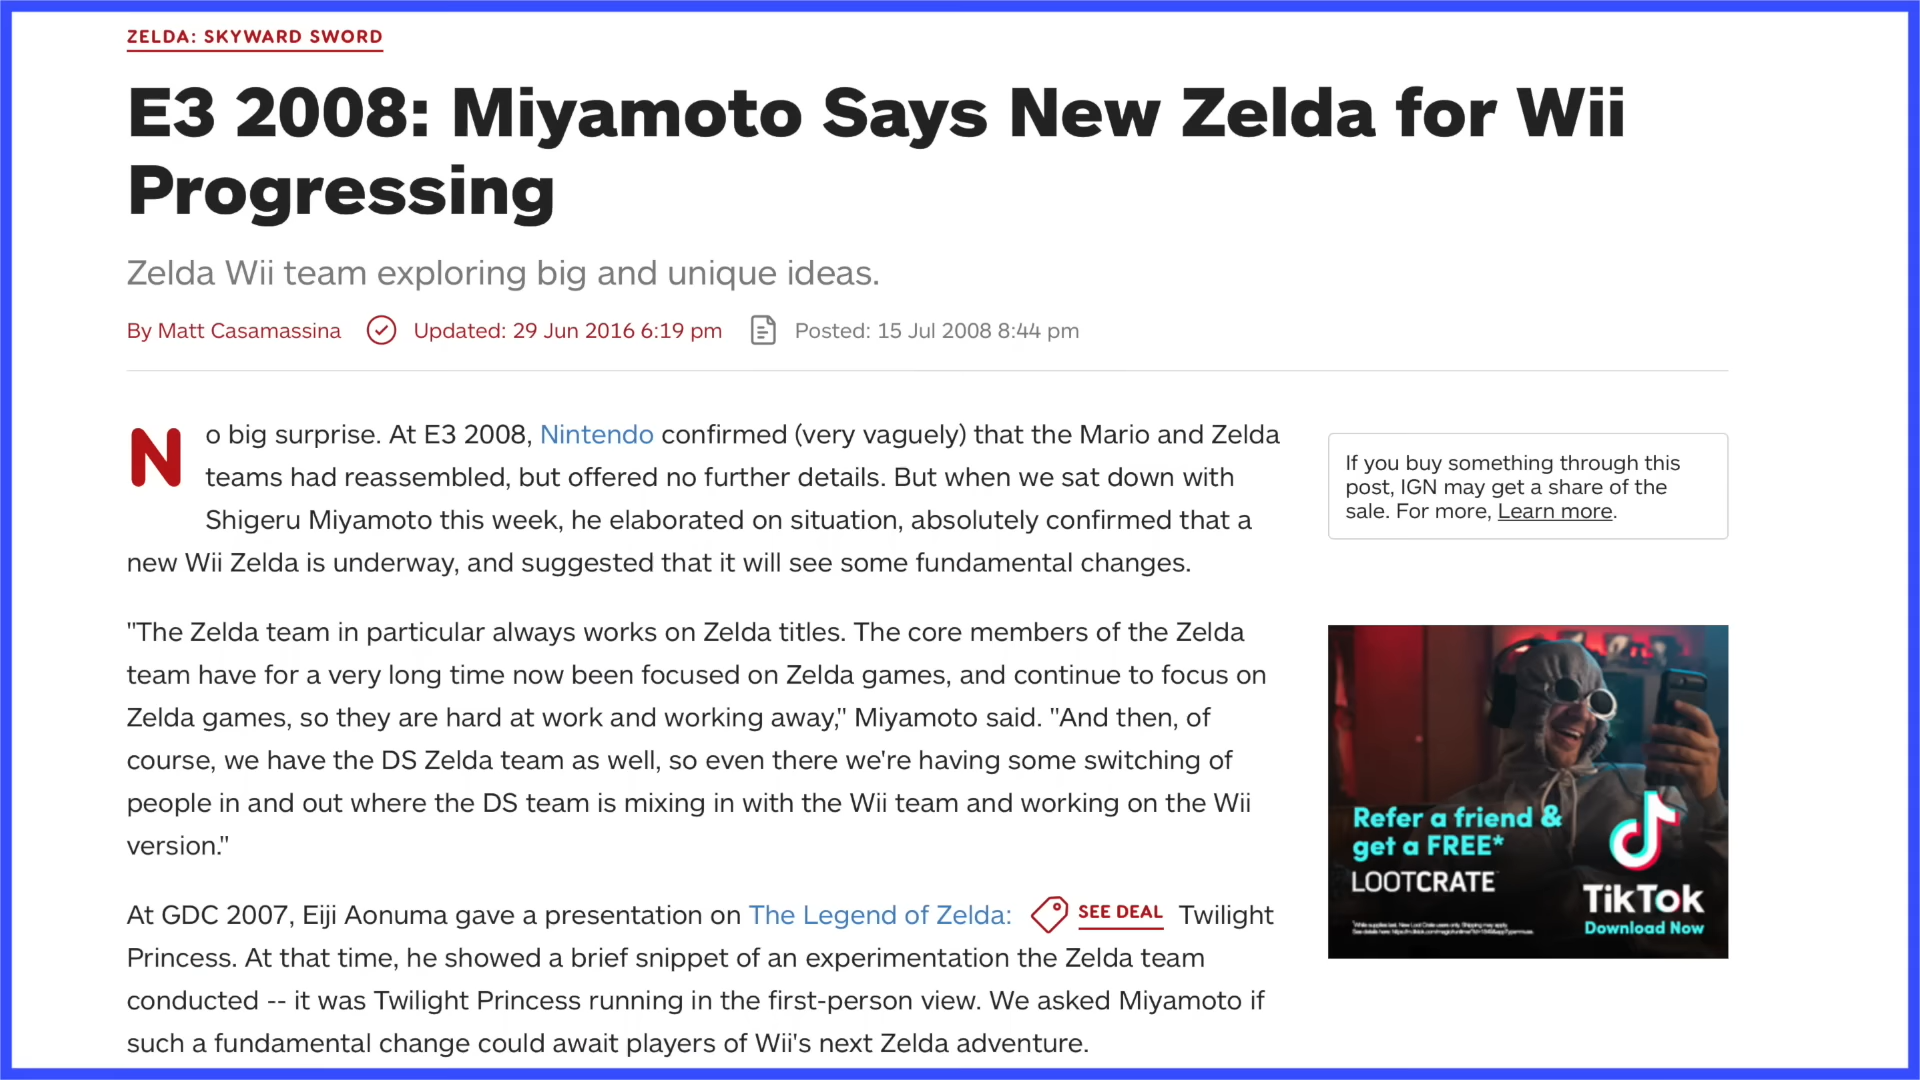 ZELDA: SKYWARD SWORD
E3 2008: Miyamoto Says New Zelda for Wii
Progressing
Zelda Wii team exploring big and unique ideas.
By Matt Casamassina Updated: 29 Jun 2016 6:19 pm Posted: 15 Jul 2008 8:44 pm
No big surprise. At E3 2008, Nintendo confirmed (very vaguely) that the Mario and Zelda
teams had reassembled, but offered no further details. But when we sat down with
Shigeru Miyamoto this week, he elaborated on situation, absolutely confirmed that a
new Wii Zelda is underway, and suggested that it will see some fundamental changes.
"The Zelda team in particular always works on Zelda titles. The core members of the Zelda
team have for a very long time now been focused on Zelda games, and continue to focus on
Zelda games, so they are hard at work and working away," Miyamoto said. "And then, of
course, we have the DS Zelda team as well, so even there we're having some switching of
people in and out where the DS team is mixing in with the Wii team and working on the Wii
version."
At GDC 2007, Eiji Aonuma gave a presentation on The Legend of Zelda: SEE DEAL Twilight
Princess. At that time, he showed a brief snippet of an experimentation the Zelda team
conducted -- it was Twilight Princess running in the first-person view. We asked Miyamoto if
such a fundamental change could await players of Wii's next Zelda adventure.
If you buy something through this
post, IGN may get a share of the
sale. For more, Learn more.
Refer a friend &
get a FREE*
LOOTCRATE
TikTok
Download Now